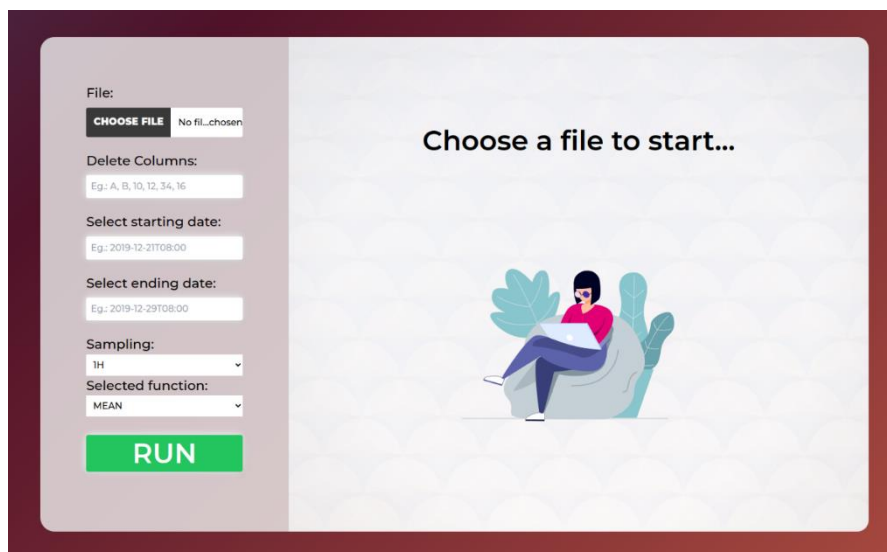 File:
CHOOSE FILE No fil...chosen
Delete Columns:
Eg.: A, B, 10, 12, 34, 16
Select starting date:
Eg.: 2019-12-21T08:00
Select ending date:
Eg.: 2019-12-29T08:00
Sampling:
1H
Selected function:
MEAN
RUN
Choose a file to start...